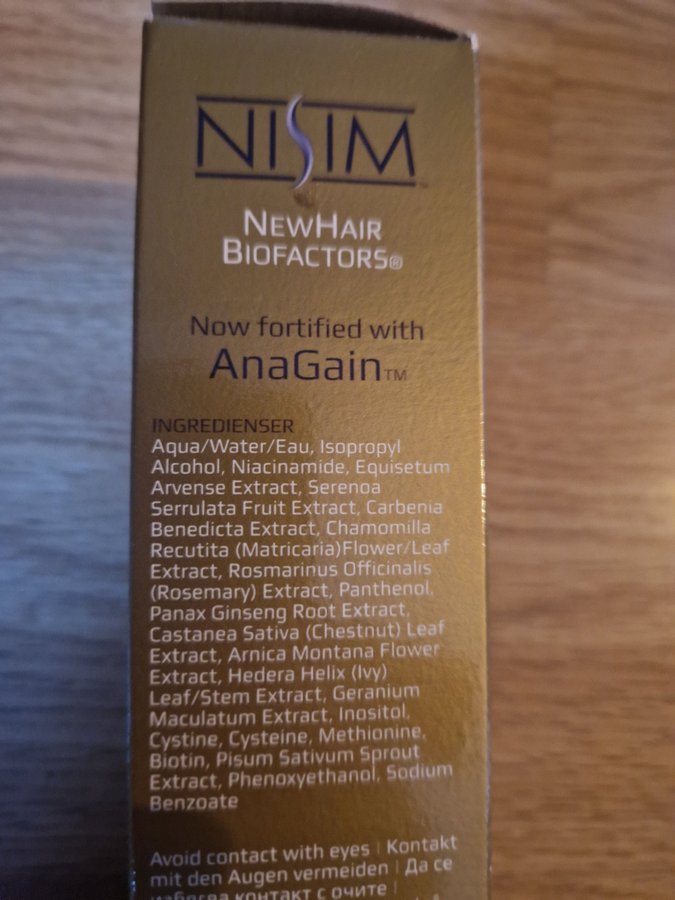 NISIM™
NEWHAIR
BIOFACTORS®
Now fortified with
AnaGain™
INGREDIENSER
Aqua/Water/Eau, Isopropyl
Alcohol, Niacinamide, Equisetum
Arvense Extract, Serenoa
Serrulata Fruit Extract, Carbenia
Benedicta Extract, Chamomilla
Recutita (Matricaria)Flower/Leaf
Extract, Rosmarinus Officinalis
(Rosemary) Extract, Panthenol,
Panax Ginseng Root Extract,
Castanea Sativa (Chestnut) Leaf
Extract, Arnica Montana Flower
Extract, Hedera Helix (Ivy)
Leaf/Stem Extract, Geranium
Maculatum Extract, Inositol,
Cystine, Cysteine, Methionine,
Biotin, Pisum Sativum Sprout
Extract, Phenoxyethanol, Sodium
Benzoate
Avoid contact with eyes | Kontakt
mit den Augen vermeiden | Да се
избягва контакт с очите |